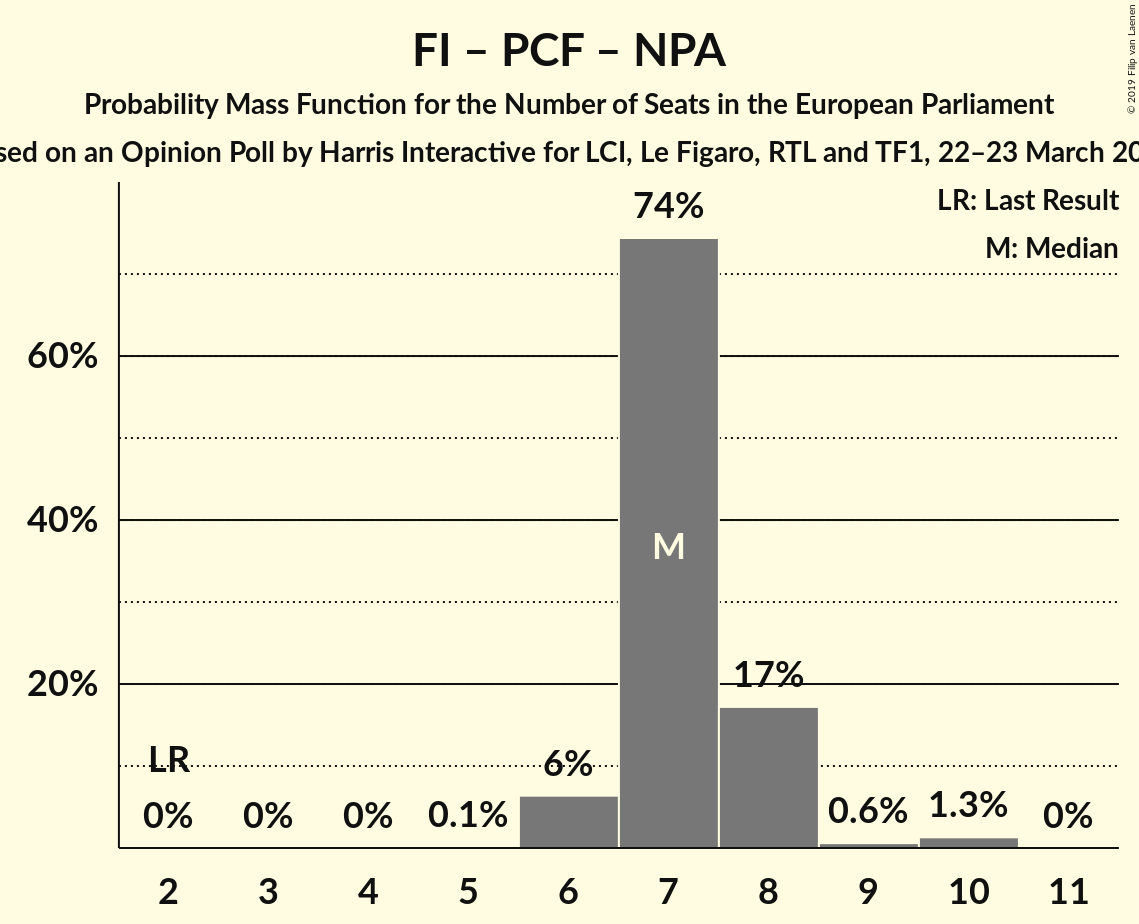 FI – PCF – NPA
Probability Mass Function for the Number of Seats in the European Parliament
on an Opinion Poll by Harris Interactive for LCI, Le Figaro, RTL and TF1, 22–23 March
© 2019 Filip van Laenen
LR: Last Result
M: Median
74%
60%
40%
M
20%
17%
LR
6%
0%
0%
0%
0.1%
0.6%
1.3%
0%
2
3
4
5
6
7
8
9
10
11